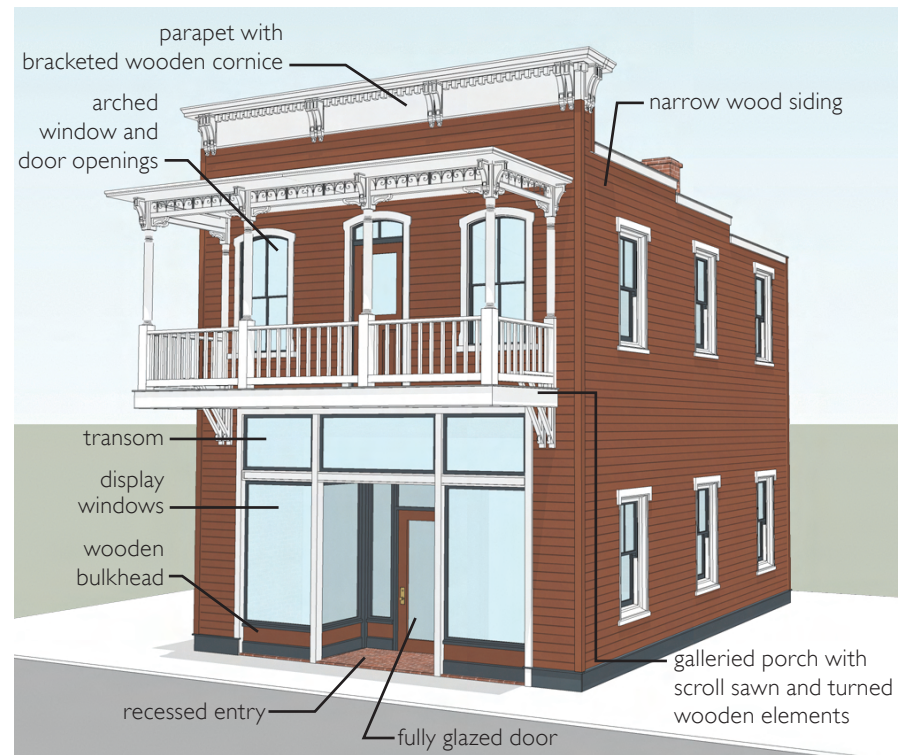 parapet with
bracketed wooden cornice
arched
window and
door openings
narrow wood siding
transom
display
windows
wooden
bulkhead
recessed entry
fully glazed door
galleried porch with
scroll sawn and turned
wooden elements